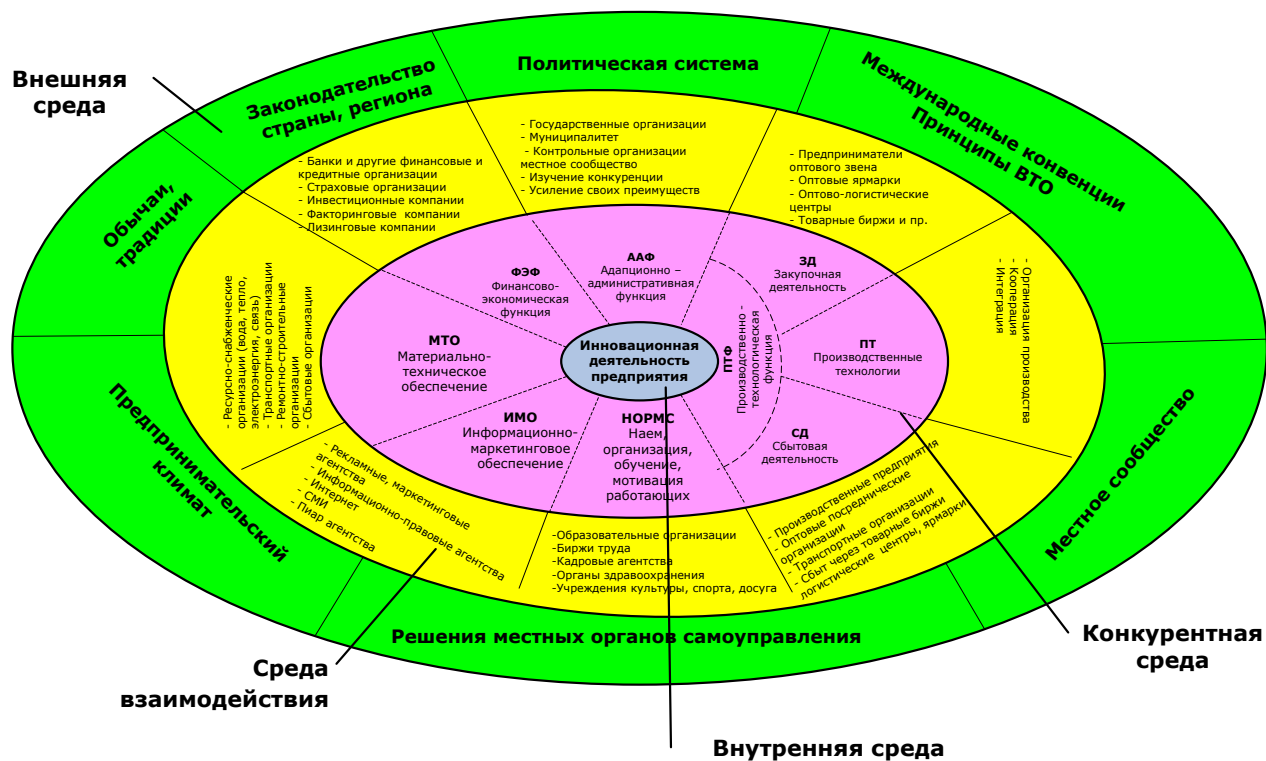 Внешняя
среда
Законодательство
страны, региона
Политическая система
Международные конвенции
Принципы ВТО
Обычаи,
традиции
Предпринимательский
климат
Решения местных органов самоуправления
Местное сообщество
- Банки и другие финансовые и
кредитные организации
- Страховые организации
- Инвестиционные компании
- Факторинговые компании
- Лизинговые компании
- Государственные организации
- Муниципалитет
- Контрольные организации
местное сообщество
- Изучение конкуренции
- Усиление своих преимуществ
- Предприниматели
оптового звена
- Оптовые ярмарки
- Оптово-логистические
центры
- Товарные биржи и пр.
- Организация производства
- Кооперация
- Интеграция
- Ресурсно-снабженческие
организации (вода, тепло,
электроэнергия, связь)
- Транспортные организации
- Ремонтно-строительные
организации
- Сбытовые организации
- Рекламные, маркетинговые
агентства
- Информационно-правовые агентства
- Интернет
- СМИ
- Пиар агентства
-Образовательные организации
-Биржи труда
-Кадровые агентства
-Органы здравоохранения
-Учреждения культуры, спорта, досуга
- Производственные предприятия
- Оптовые посреднические
организации
- Транспортные организации
- Сбыт через товарные биржи
логистические центры, ярмарки
ФЭФ
Финансово-
экономическая
функция
ААФ
Адапционно –
административная
функция
ЗД
Закупочная
деятельность
МТО
Материально-
техническое
обеспечение
Инновационная
деятельность
предприятия
ПТФ
Производственно -
технологическая
функция
ПТ
Производственные
технологии
ИМО
Информационно-
маркетинговое
обеспечение
НОРМС
Наем,
организация,
обучение,
мотивация
работающих
СД
Сбытовая
деятельность
Среда
взаимодействия
Внутренняя среда
Конкурентная
среда